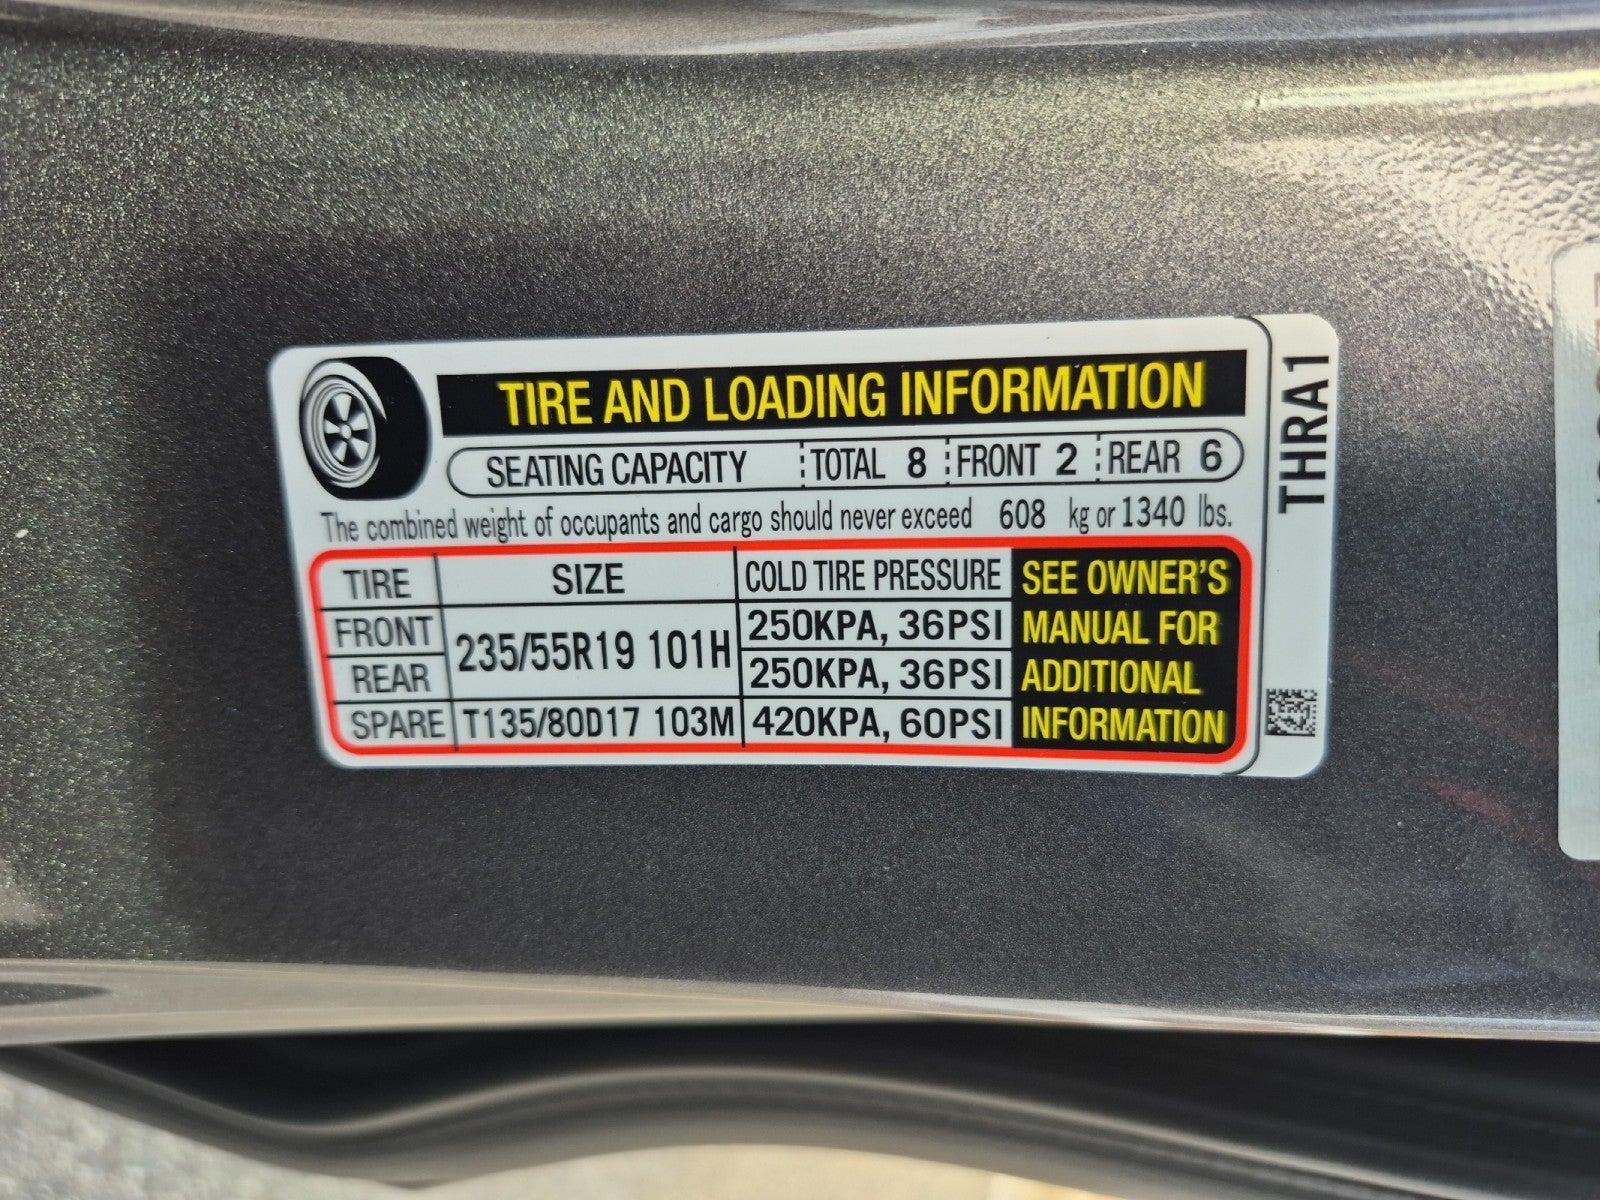 TIRE AND LOADING INFORMATION
SEATING CAPACITY TOTAL 8 FRONT 2 REAR 6
The combined weight of occupants and cargo should never exceed 608 kg or 1340 lbs.
TIRE SIZE COLD TIRE PRESSURE SEE OWNER'S
FRONT 235/55R19 101H 250KPA, 36PSI MANUAL FOR
REAR 250KPA, 36PSI ADDITIONAL
SPARE T135/80D17 103M 420KPA, 60PSI INFORMATION
THRA1